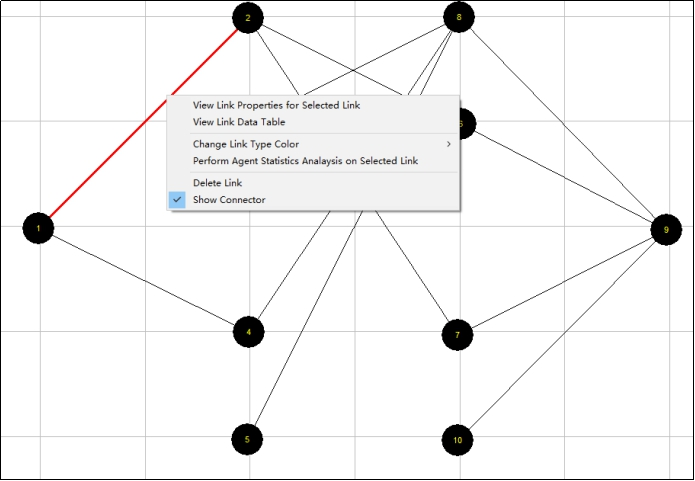 2
8
View Link Properties for Selected Link
View Link Data Table
6
Change Link Type Color
Perform Agent Statistics Analaysis on Selected Link
Delete Link
Show Connector
1
9
4
7
5
10